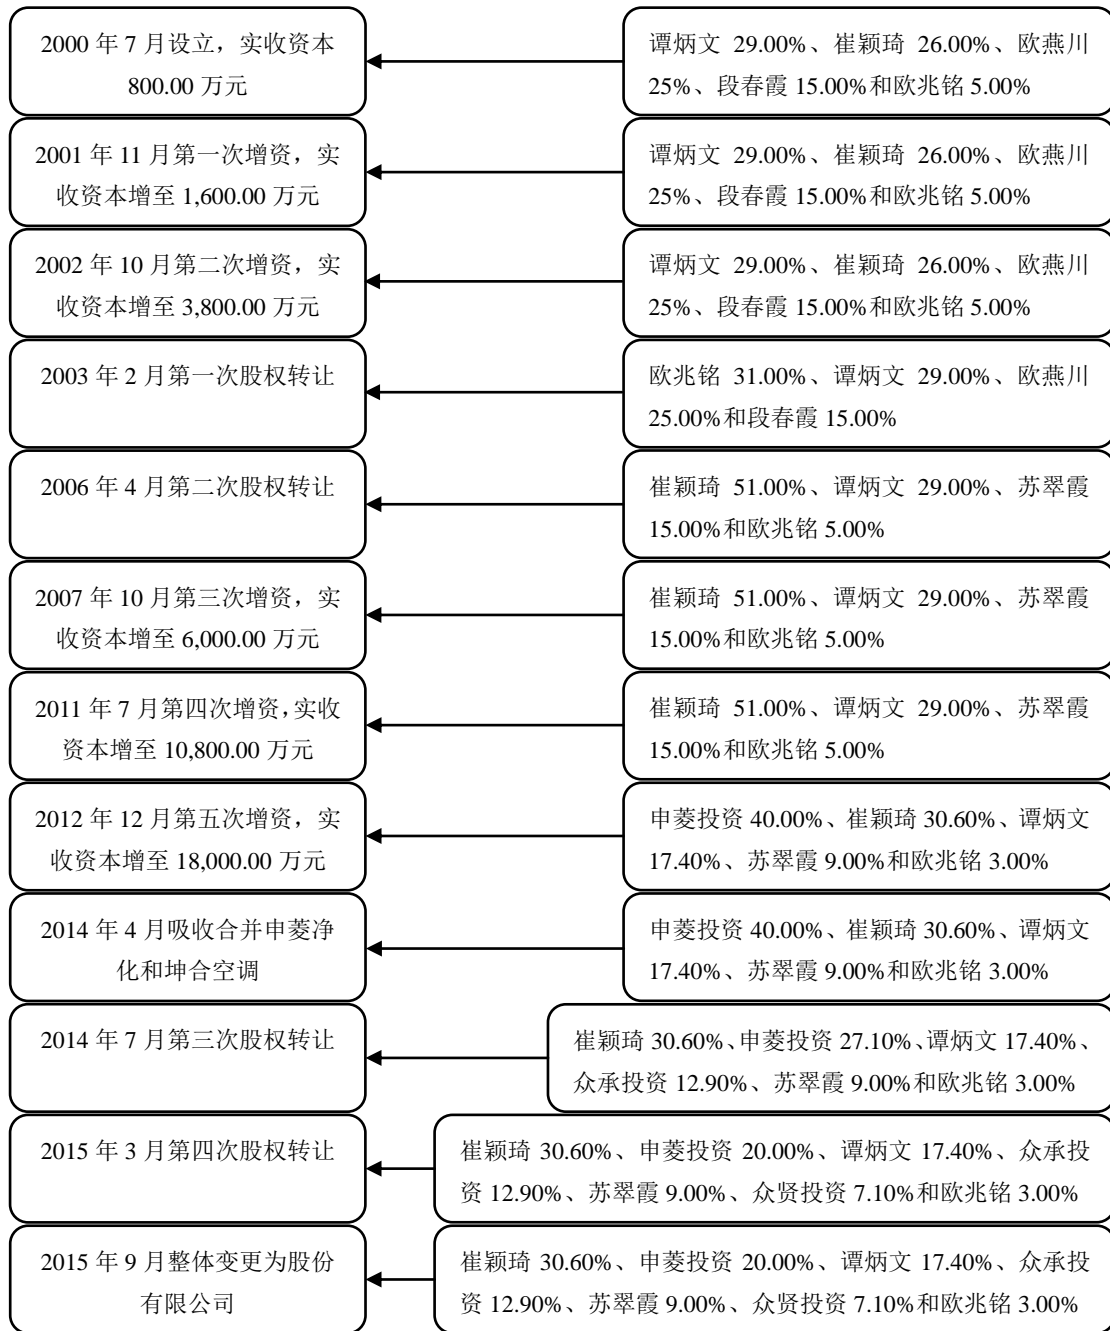 2000 年 7 月设立，实收资本
800.00 万元
谭炳文 29.00%、崔颖琦 26.00%、欧燕川
25%、段春霞 15.00%和欧兆铭 5.00%
2001 年 11 月第一次增资，实
收资本增至 1,600.00 万元
谭炳文 29.00%、崔颖琦 26.00%、欧燕川
25%、段春霞 15.00%和欧兆铭 5.00%
2002 年 10 月第二次增资，实
收资本增至 3,800.00 万元
谭炳文 29.00%、崔颖琦 26.00%、欧燕川
25%、段春霞 15.00%和欧兆铭 5.00%
2003 年 2 月第一次股权转让
欧兆铭 31.00%、谭炳文 29.00%、欧燕川
25.00%和段春霞 15.00%
2006 年 4 月第二次股权转让
崔颖琦 51.00%、谭炳文 29.00%、苏翠霞
15.00%和欧兆铭 5.00%
2007 年 10 月第三次增资，实
收资本增至 6,000.00 万元
崔颖琦 51.00%、谭炳文 29.00%、苏翠霞
15.00%和欧兆铭 5.00%
2011 年 7 月第四次增资，实收
资本增至 10,800.00 万元
崔颖琦 51.00%、谭炳文 29.00%、苏翠霞
15.00%和欧兆铭 5.00%
2012 年 12 月第五次增资，实
收资本增至 18,000.00 万元
申菱投资 40.00%、崔颖琦 30.60%、谭炳文
17.40%、苏翠霞 9.00%和欧兆铭 3.00%
2014 年 4 月吸收合并申菱净
化和坤合空调
申菱投资 40.00%、崔颖琦 30.60%、谭炳文
17.40%、苏翠霞 9.00%和欧兆铭 3.00%
2014 年 7 月第三次股权转让
崔颖琦 30.60%、申菱投资 27.10%、谭炳文 17.40%、
众承投资 12.90%、苏翠霞 9.00%和欧兆铭 3.00%
2015 年 3 月第四次股权转让
崔颖琦 30.60%、申菱投资 20.00%、谭炳文 17.40%、众承投
资 12.90%、苏翠霞 9.00%、众贤投资 7.10%和欧兆铭 3.00%
2015 年 9 月整体变更为股份
有限公司
崔颖琦 30.60%、申菱投资 20.00%、谭炳文 17.40%、众承投
资 12.90%、苏翠霞 9.00%、众贤投资 7.10%和欧兆铭 3.00%